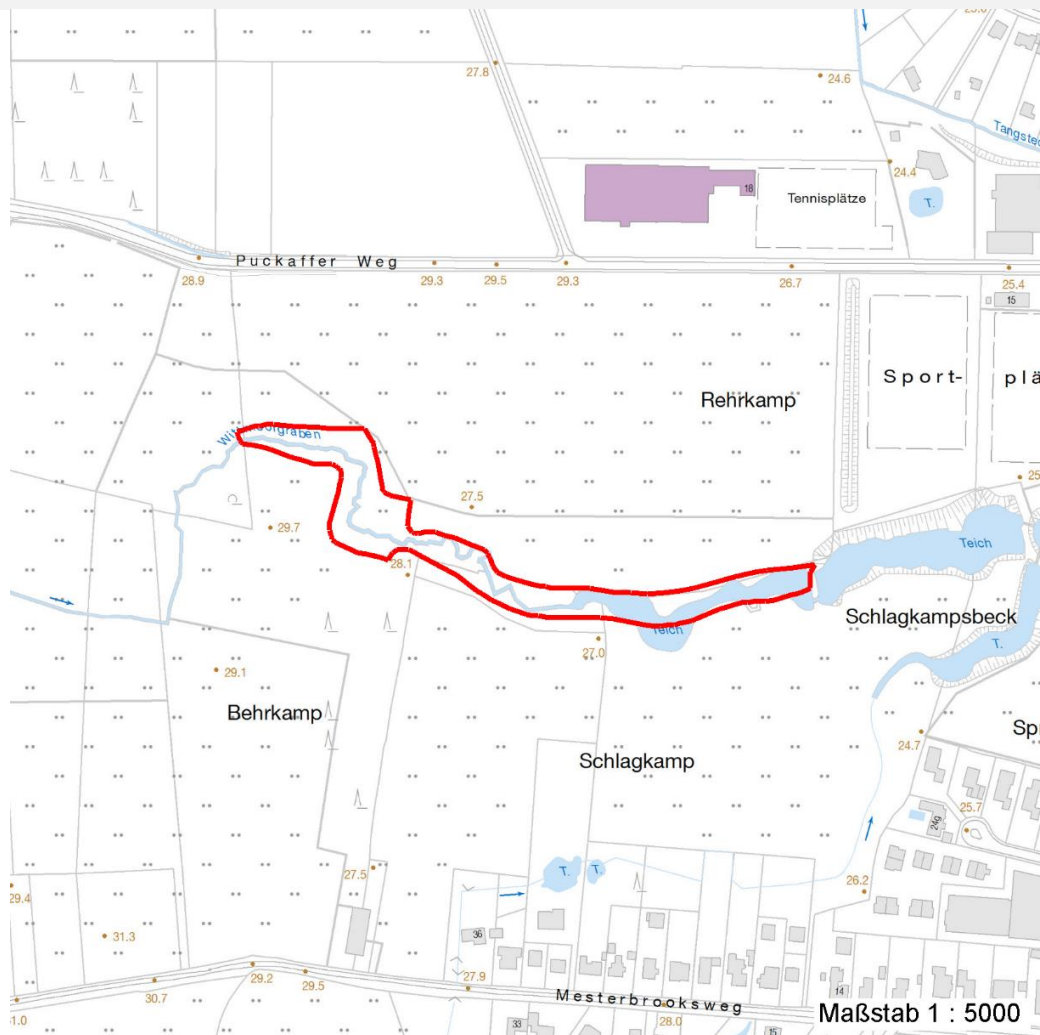 27.8
24.6
24.4
T.
18
Tennisplätze
Puckaffer Weg
28.9
29.3
29.5
29.3
26.7
25.4
15
Sport-
plä
Rehrkamp
27.5
29.7
28.1
Teich
Schlagkampsbeck
Teich
T.
27.0
29.1
Behrkamp
24.7
Schlagkamp
25.7
24g
27.5
T.
T.
26.2
29.4
31.3
36
29.2
29.5
30.7
27.9
14
Mesterbrooksweg
28.0
33
15
Maßstab 1 : 5000